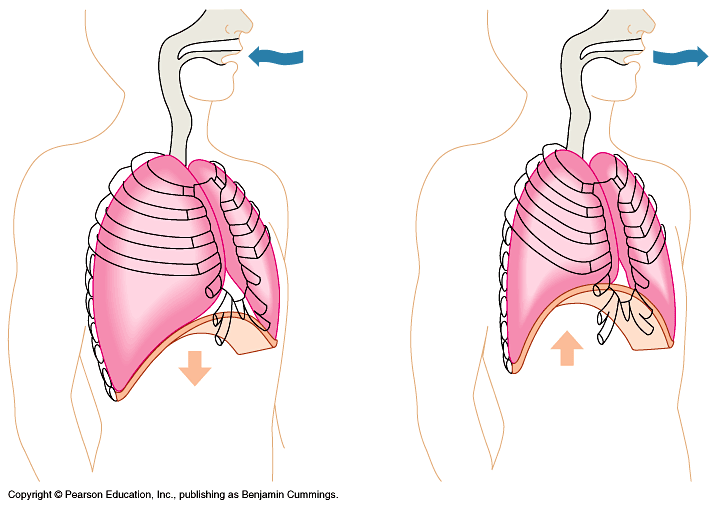 Copyright © Pearson Education, Inc., publishing as Benjamin Cummings.